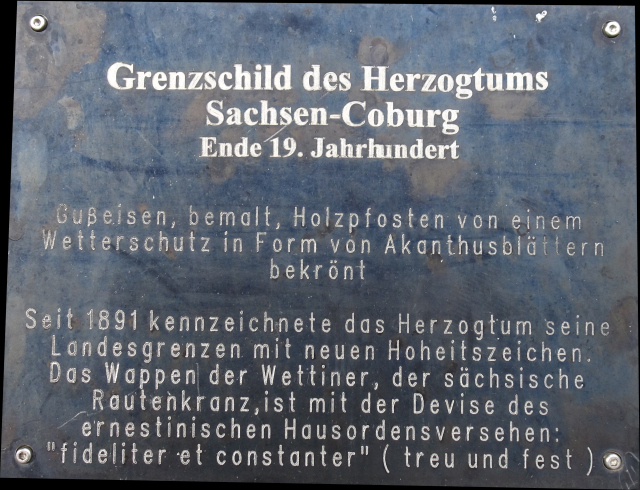 Grenzschild des Herzogtums
Sachsen-Coburg
Ende 19. Jahrhundert
Gußeisen, bemalt, Holzpfosten von einem
Wetterschutz in Form von Akanthusblättern
bekrönt
Seit 1891 kennzeichnete das Herzogtum seine
Landesgrenzen mit neuen Hoheitszeichen.
Das Wappen der Wettiner, der sächsische
Rautenkranz,ist mit der Devise des
ernestinischen Hausordensversehen:
"fideliter et constanter" ( treu und fest )